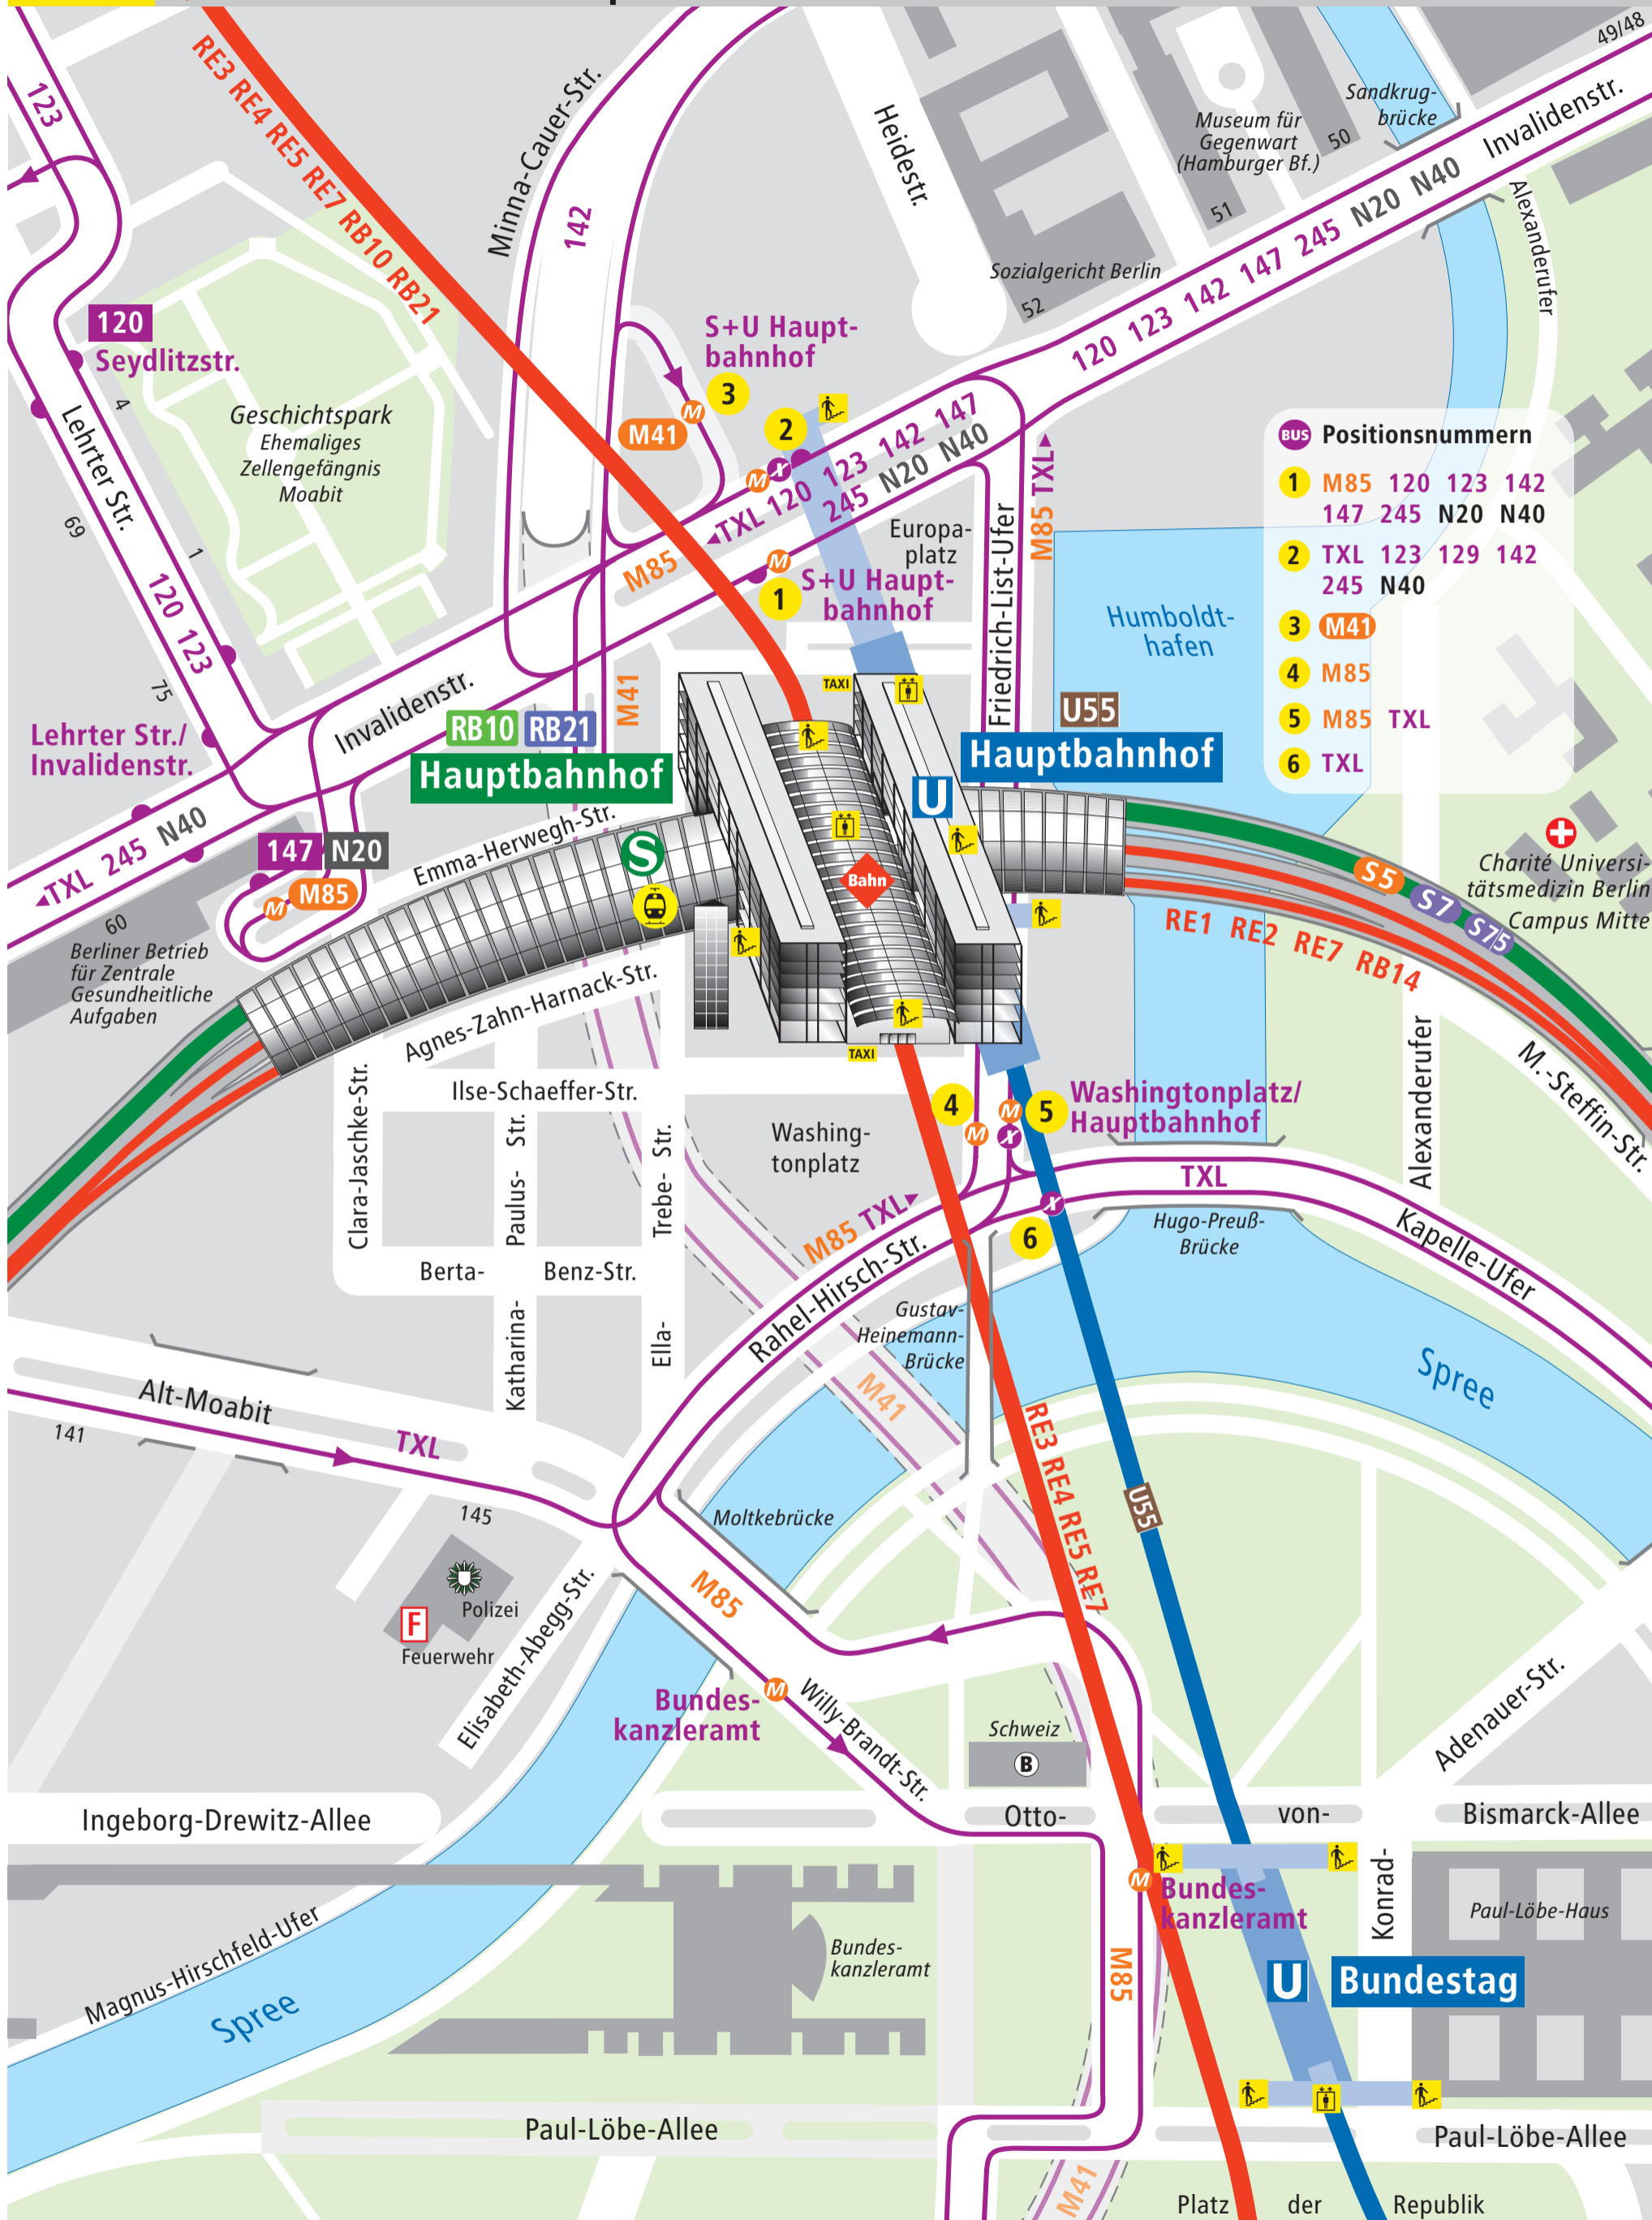 49/48
123
RE3 RE4 RE5 RE7 RB10 RB21
Minna-Cauer-Str.
142
Heidestr.
Museum für
Gegenwart
(Hamburger Bf.)
50
51
Sandkrug-
brücke
Invalidenstr.
Alexanderufer
120 123 142 147 245 N20 N40
Sozialgericht Berlin
52
120
Seydlitzstr.
4
Lehrter Str.
69
1
120 123
75
Geschichtspark
Ehemaliges
Zellengefängnis
Moabit
S+U Haupt-
bahnhof
3
M
M41
2
M
X
TXL 120 123 142 147
245 N20 N40
M85
M
1
S+U Haupt-
bahnhof
Europa-
platz
Friedrich-List-Ufer
M85 TXL
Humboldt-
hafen
BUS Positionsnummern
1 M85 120 123 142
147 245 N20 N40
2 TXL 123 129 142
245 N40
3 M41
4 M85
5 M85 TXL
6 TXL
Lehrter Str./
Invalidenstr.
Invalidenstr.
M41
RB10 RB21
Hauptbahnhof
TAXI
U55
Hauptbahnhof
U
S
Bahn
TXL 245 N40
60
147 N20
M M85
Emma-Herwegh-Str.
Berliner Betrieb
für Zentrale
Gesundheitliche
Aufgaben
S5
S7
S75
RE1 RE2 RE7 RB14
Charité Universi-
tätsmedizin Berlin
Campus Mitte
Agnes-Zahn-Harnack-Str.
TAXI
Ilse-Schaeffer-Str.
Clara-Jaschke-Str.
Katharina- Paulus- Str.
Ella- Trebe- Str.
Berta- Benz-Str.
Washing-
tonplatz
4
M
M
X
5
Washingtonplatz/
Hauptbahnhof
Alexanderufer
M.-Steffin-Str.
M85 TXL
TXL
X
6
Rahel-Hirsch-Str.
Hugo-Preuß-
Brücke
Kapelle-Ufer
Gustav-
Heinemann-
Brücke
M41
Spree
Alt-Moabit
141
TXL
145
Moltkebrücke
RE3 RE4 RE5 RE7
U55
Polizei
F
Feuerwehr
Elisabeth-Abegg-Str.
M85
M
Bundes-
kanzleramt
Willy-Brandt-Str.
Schweiz
B
Adenauer-Str.
Ingeborg-Drewitz-Allee
Otto- von- Bismarck-Allee
Konrad-
M
Bundes-
kanzleramt
Paul-Löbe-Haus
Magnus-Hirschfeld-Ufer
Spree
Bundes-
kanzleramt
M85
U
Bundestag
Paul-Löbe-Allee
Paul-Löbe-Allee
M41
Platz der Republik